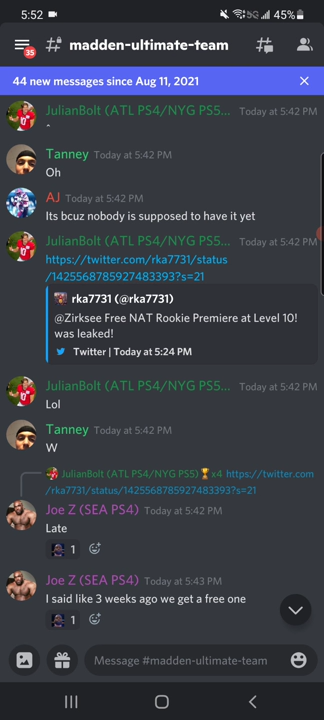 5:52
45%
35
madden-ultimate-team
44 new messages since Aug 11, 2021
JulianBolt (ATL PS4/NYG PS5... Today at 5:42 PM
^
Tanney Today at 5:42 PM
Oh
AJ Today at 5:42 PM
Its bcuz nobody is supposed to have it yet
JulianBolt (ATL PS4/NYG PS5... Today at 5:42 PM
https://twitter.com/rka7731/status
/1425568785927483393?s=21
rka7731 (@rka7731)
@Zirksee Free NAT Rookie Premiere at Level 10!
was leaked!
Twitter | Today at 5:24 PM
JulianBolt (ATL PS4/NYG PS5... Today at 5:42 PM
Lol
Tanney Today at 5:42 PM
W
JulianBolt (ATL PS4/NYG PS5)🏆x4 https://twitter.com
/rka7731/status/1425568785927483393?s=21
Joe Z (SEA PS4) Today at 5:42 PM
Late
1
Joe Z (SEA PS4) Today at 5:43 PM
I said like 3 weeks ago we get a free one
1
Message #madden-ultimate-team